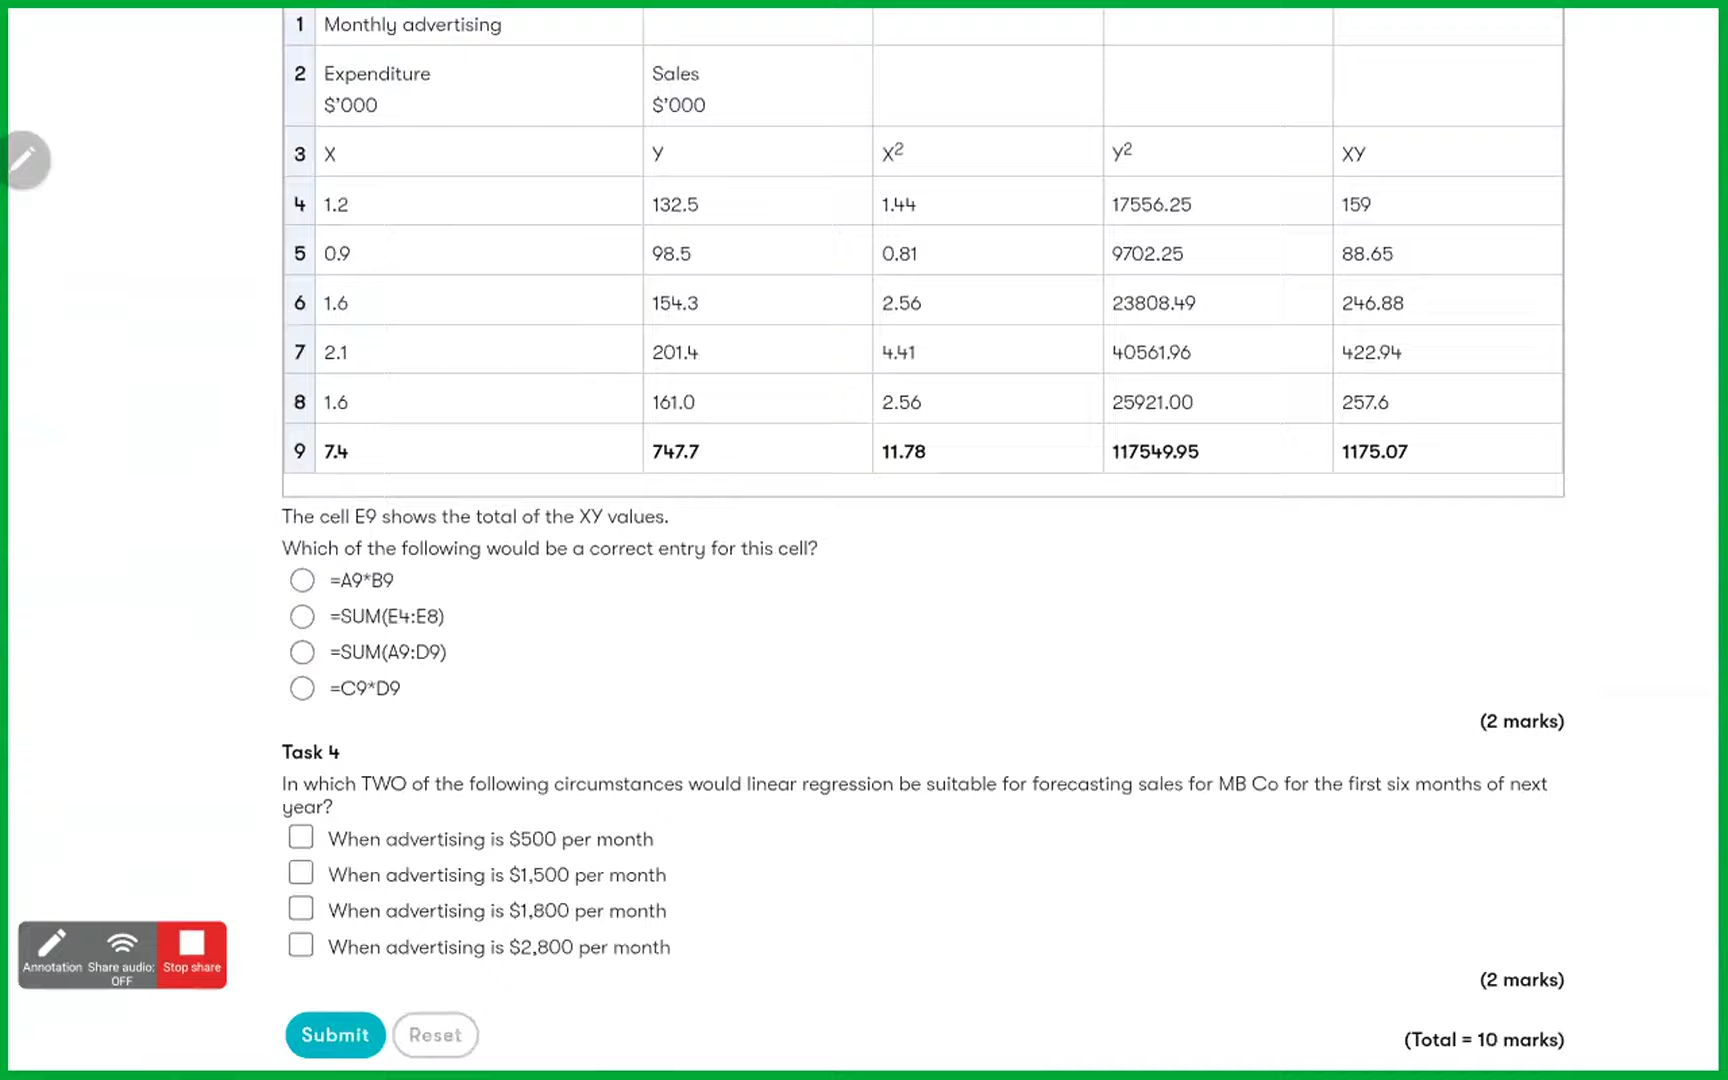 1 Monthly advertising
2 Expenditure Sales
$'000 $'000
3 X Y X² Y² XY
4 1.2 132.5 1.44 17556.25 159
5 0.9 98.5 0.81 9702.25 88.65
6 1.6 154.3 2.56 23808.49 246.88
7 2.1 201.4 4.41 40561.96 422.94
8 1.6 161.0 2.56 25921.00 257.6
9 7.4 747.7 11.78 117549.95 1175.07
The cell E9 shows the total of the XY values.
Which of the following would be a correct entry for this cell?
=A9*B9
=SUM(E4:E8)
=SUM(A9:D9)
=C9*D9
(2 marks)
Task 4
In which TWO of the following circumstances would linear regression be suitable for forecasting sales for MB Co for the first six months of next
year?
When advertising is $500 per month
When advertising is $1,500 per month
When advertising is $1,800 per month
When advertising is $2,800 per month
Annotation Share audio: Stop share
OFF
(2 marks)
Submit Reset
(Total = 10 marks)